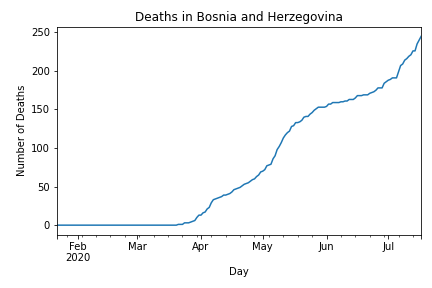 Deaths in Bosnia and Herzegovina
Number of Deaths
250
200
150
100
50
0
Feb Mar Apr May Jun Jul
2020
Day